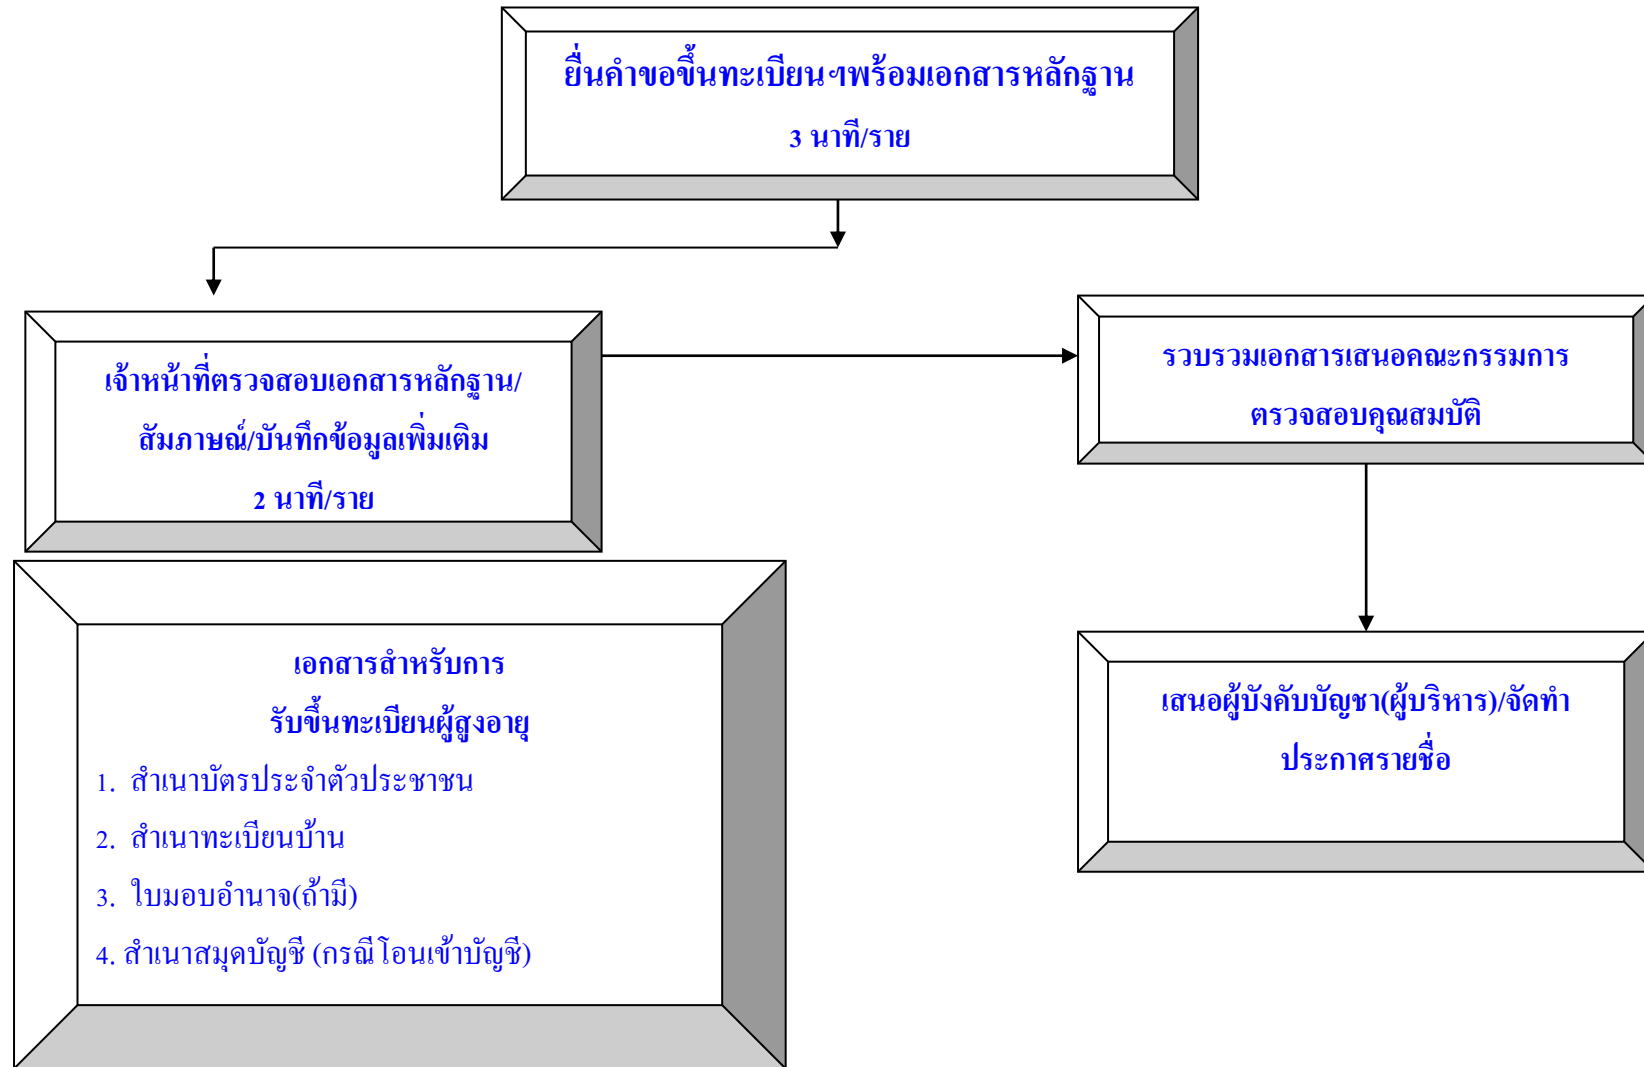 ยื่นคำขอขึ้นทะเบียนฯพร้อมเอกสารหลักฐาน
3 นาที/ราย
เจ้าหน้าที่ตรวจสอบเอกสารหลักฐาน/
สัมภาษณ์/บันทึกข้อมูลเพิ่มเติม
2 นาที/ราย
รวบรวมเอกสารเสนอคณะกรรมการ
ตรวจสอบคุณสมบัติ
เสนอผู้บังคับบัญชา(ผู้บริหาร)/จัดทำ
ประกาศรายชื่อ
เอกสารสำหรับการ
รับขึ้นทะเบียนผู้สูงอายุ
1. สำเนาบัตรประจำตัวประชาชน
2. สำเนาทะเบียนบ้าน
3. ใบมอบอำนาจ(ถ้ามี)
4. สำเนาสมุดบัญชี (กรณีโอนเข้าบัญชี)